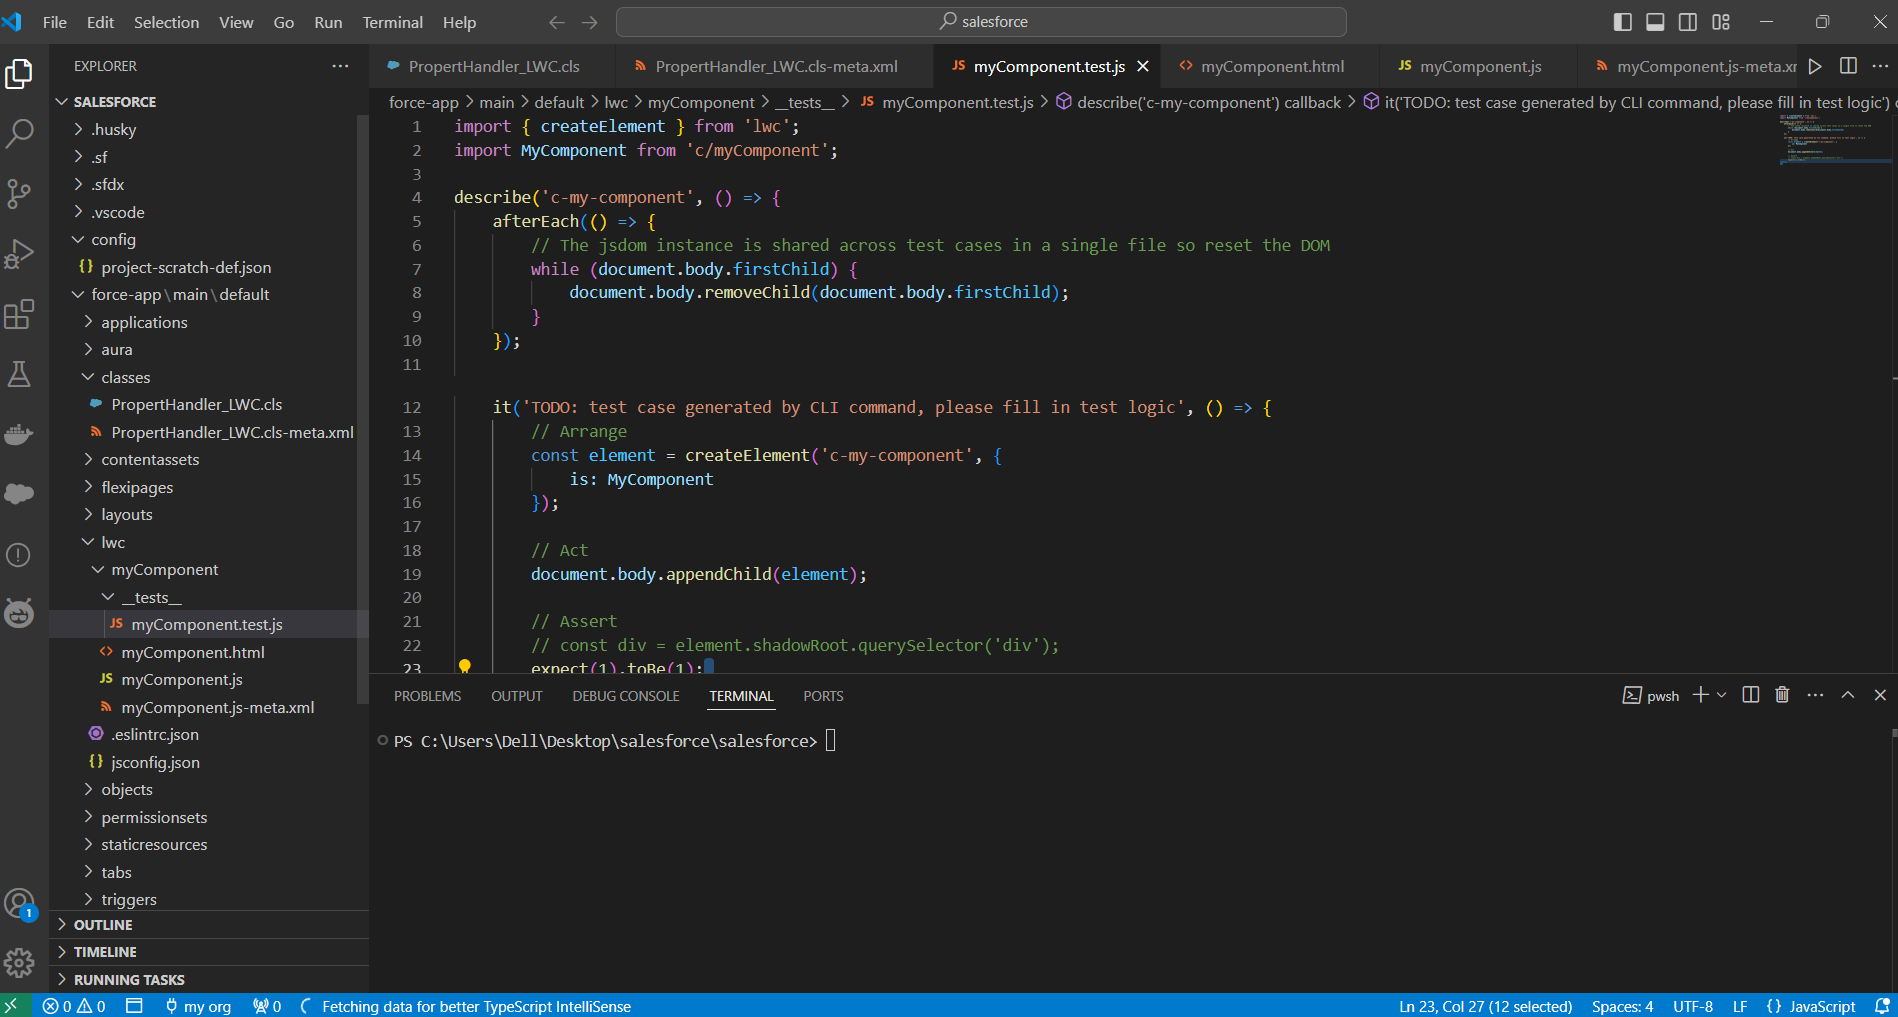 File Edit Selection View Go Run Terminal Help
salesforce
EXPLORER
SALESFORCE
.husky
.sf
.sfdx
.vscode
config
{} project-scratch-def.json
force-app\main\default
applications
aura
classes
PropertHandler_LWC.cls
PropertHandler_LWC.cls-meta.xml
contentassets
flexipages
layouts
lwc
myComponent
__tests__
JS myComponent.test.js
<> myComponent.html
JS myComponent.js
myComponent.js-meta.xml
.eslintrc.json
{} jsconfig.json
objects
permissionsets
staticresources
tabs
triggers
OUTLINE
TIMELINE
RUNNING TASKS
1
PropertHandler_LWC.cls PropertHandler_LWC.cls-meta.xml JS myComponent.test.js <> myComponent.html JS myComponent.js myComponent.js-meta.xr
force-app > main > default > lwc > myComponent > __tests__ > JS myComponent.test.js > describe('c-my-component') callback > it('TODO: test case generated by CLI command, please fill in test logic') c
1 import { createElement } from 'lwc';
2 import MyComponent from 'c/myComponent';
3
4 describe('c-my-component', () => {
5 afterEach(() => {
6 // The jsdom instance is shared across test cases in a single file so reset the DOM
7 while (document.body.firstChild) {
8 document.body.removeChild(document.body.firstChild);
9 }
10 });
11
12 it('TODO: test case generated by CLI command, please fill in test logic', () => {
13 // Arrange
14 const element = createElement('c-my-component', {
15 is: MyComponent
16 });
17
18 // Act
19 document.body.appendChild(element);
20
21 // Assert
22 // const div = element.shadowRoot.querySelector('div');
23 expect(1).toBe(1);
PROBLEMS OUTPUT DEBUG CONSOLE TERMINAL PORTS
pwsh
PS C:\Users\Dell\Desktop\salesforce\salesforce>
0 0 my org 0 Fetching data for better TypeScript IntelliSense
Ln 23, Col 27 (12 selected) Spaces: 4 UTF-8 LF {} JavaScript